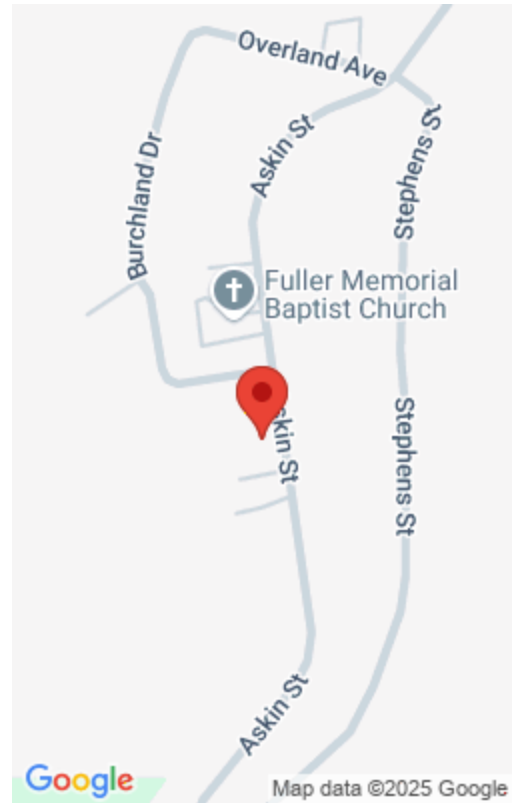 Overland Ave
Askin St
Stephens St
Burchland Dr
Fuller Memorial
Baptist Church
skin St
Stephens St
Askin St
Google
Map data ©2025 Google